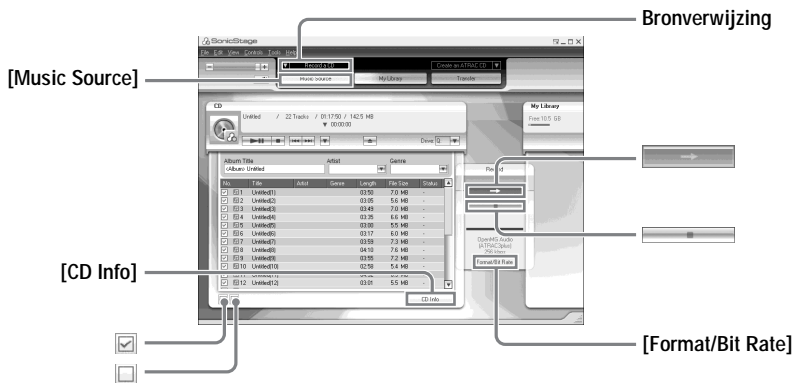 Bronverwijzing
SonicStage
File Edit View Controls Tools Help
Record a CD
Create an ATRAC CD
[Music Source]
Music Source
My Library
Transfer
CD
My Library
Untitled / 22 Tracks / 01:17:50 / 142.5 MB
00:00:00
Free 10.5 GB
Drive: Q
Album Title
Artist
Genre
<Album> Untitled
Record
No. Title Artist Genre Length File Size Status
1 Untitled(1) 03:50 7.0 MB -
2 Untitled(2) 03:05 5.6 MB -
3 Untitled(3) 03:49 7.0 MB -
4 Untitled(4) 03:35 6.6 MB -
5 Untitled(5) 03:00 5.5 MB -
6 Untitled(6) 03:17 6.0 MB -
7 Untitled(7) 03:59 7.3 MB -
8 Untitled(8) 04:10 7.6 MB -
9 Untitled(9) 03:55 7.2 MB -
10 Untitled(10) 02:58 5.4 MB -
12 Untitled(12) 03:01 5.5 MB -
OpenMG Audio
(ATRAC3plus)
Format/Bit Rate
[CD Info]
CD Info
[Format/Bit Rate]